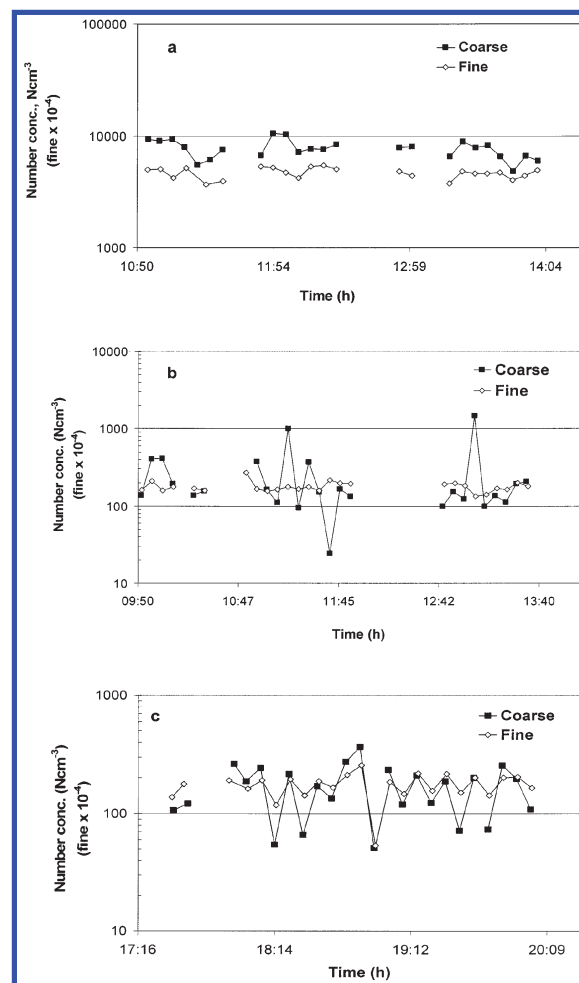 100000
a
Coarse
Fine
Number conc., Ncm-3
(fine x 10-4)
10000
1000
10:50
11:54
12:59
14:04
Time (h)
10000
b
Coarse
Fine
Number conc. (Ncm-3)
(fine x 10-4)
1000
100
10
09:50
10:47
11:45
12:42
13:40
Time (h)
1000
c
Coarse
Fine
Number conc. (Ncm-3)
(fine x 10-4)
100
10
17:16
18:14
19:12
20:09
Time (h)